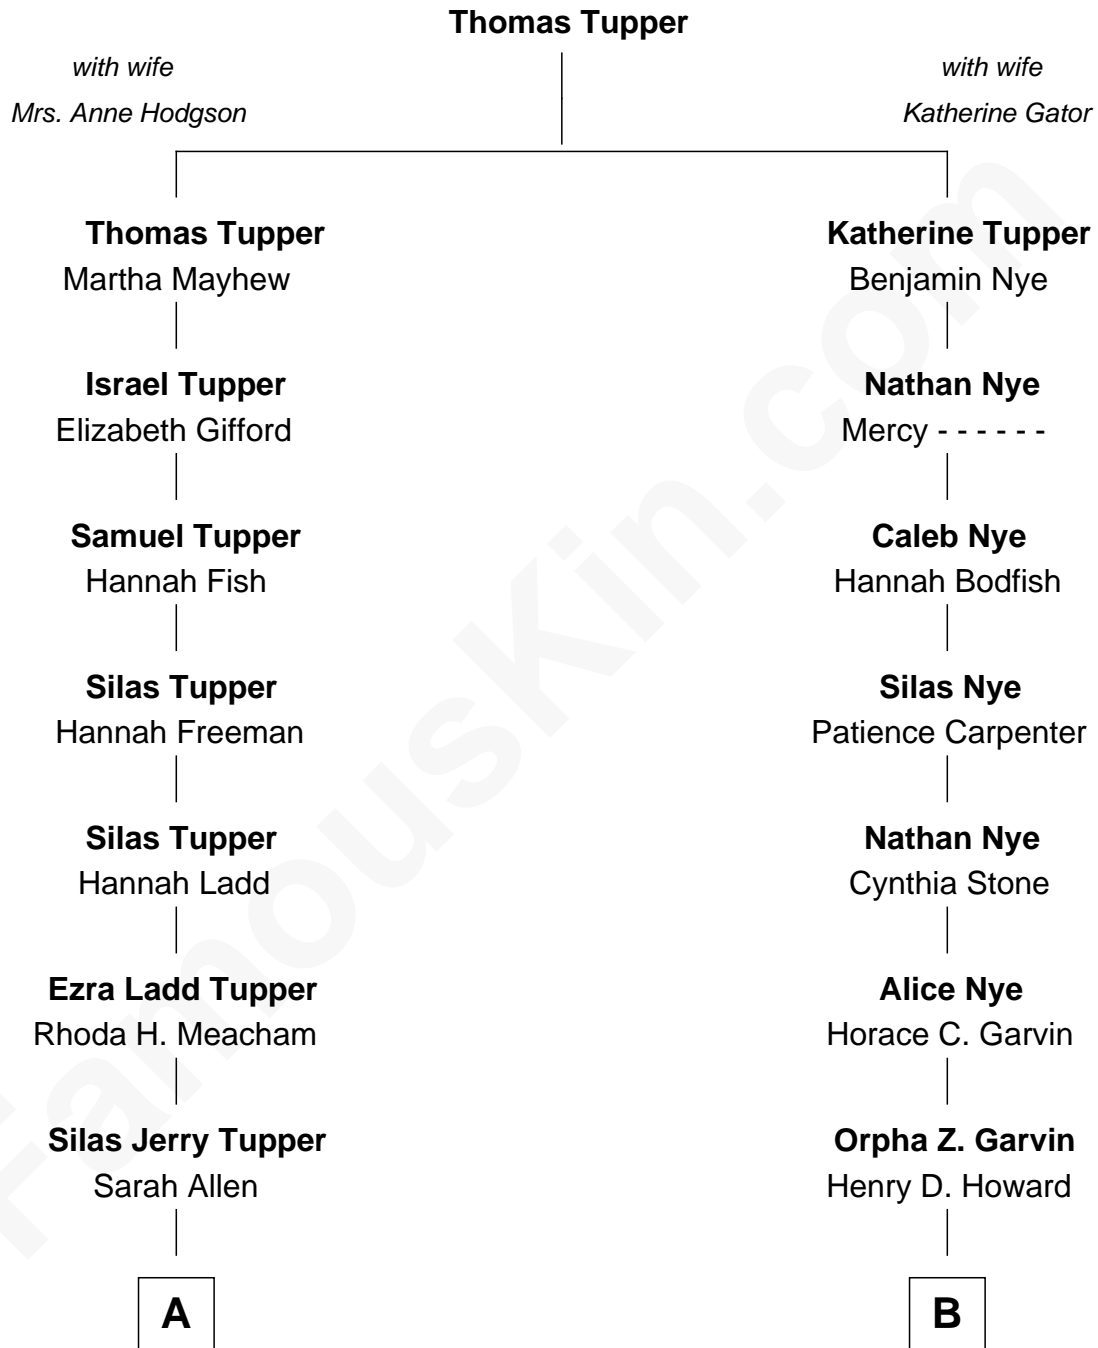 Thomas Tupper
with wife
Mrs. Anne Hodgson
with wife
Katherine Gator
Thomas Tupper
Martha Mayhew
Katherine Tupper
Benjamin Nye
Israel Tupper
Elizabeth Gifford
Nathan Nye
Mercy - - - - - -
Samuel Tupper
Hannah Fish
Caleb Nye
Hannah Bodfish
Silas Tupper
Hannah Freeman
Silas Nye
Patience Carpenter
Silas Tupper
Hannah Ladd
Nathan Nye
Cynthia Stone
Ezra Ladd Tupper
Rhoda H. Meacham
Alice Nye
Horace C. Garvin
Silas Jerry Tupper
Sarah Allen
Orpha Z. Garvin
Henry D. Howard
A
B
FamousKin.com